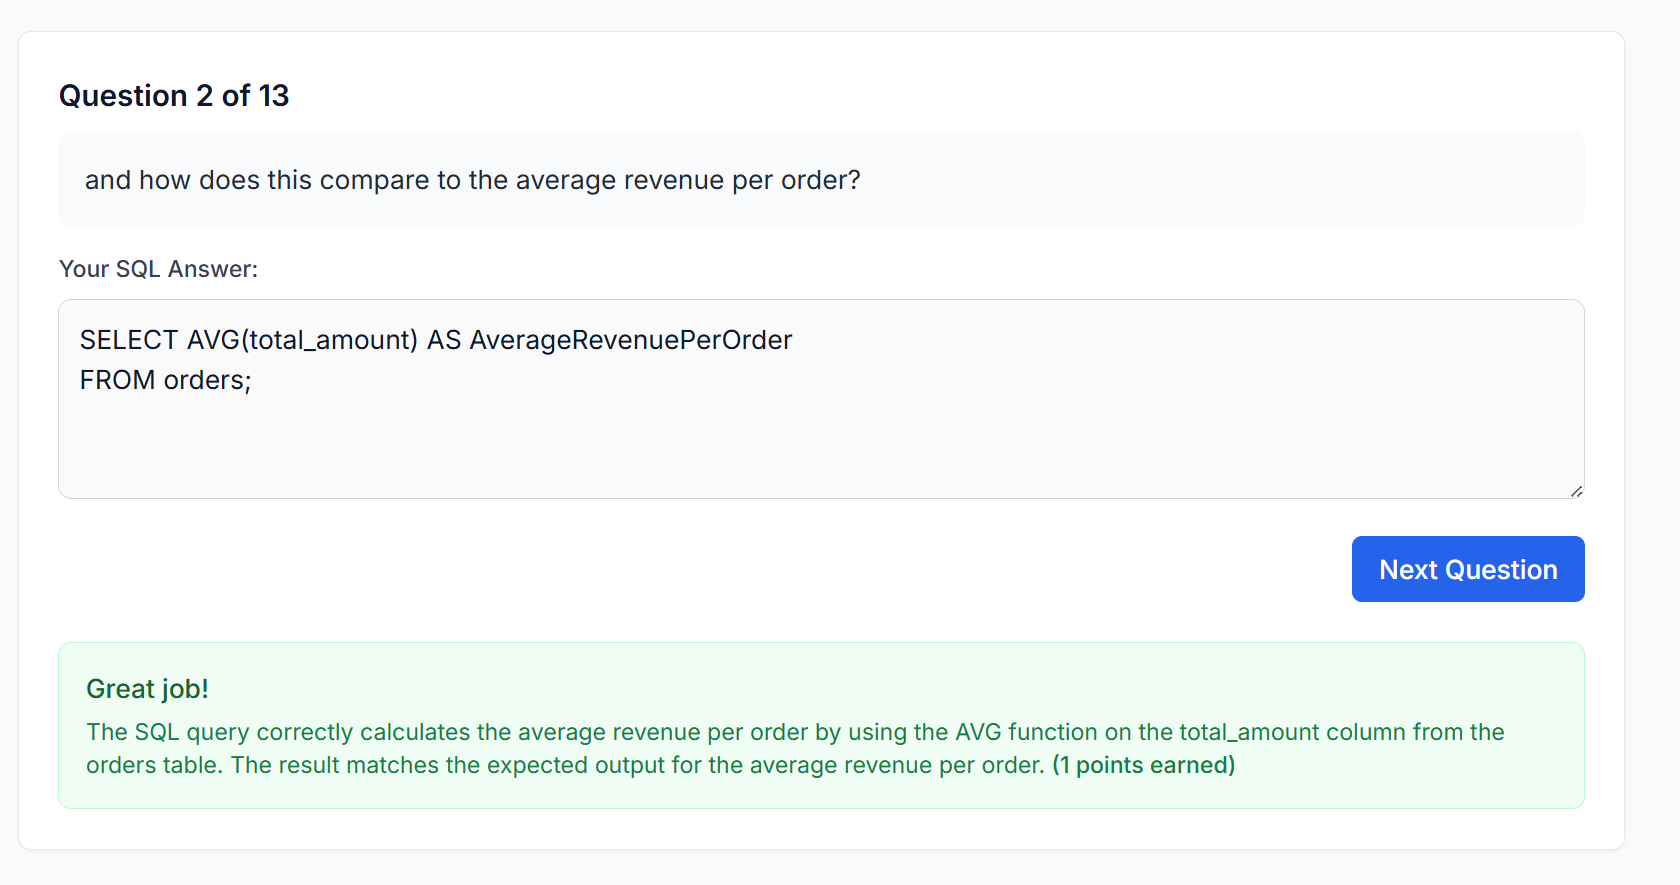 Question 2 of 13
and how does this compare to the average revenue per order?
Your SQL Answer:
SELECT AVG(total_amount) AS AverageRevenuePerOrder
FROM orders;
Next Question
Great job!
The SQL query correctly calculates the average revenue per order by using the AVG function on the total_amount column from the
orders table. The result matches the expected output for the average revenue per order. (1 points earned)